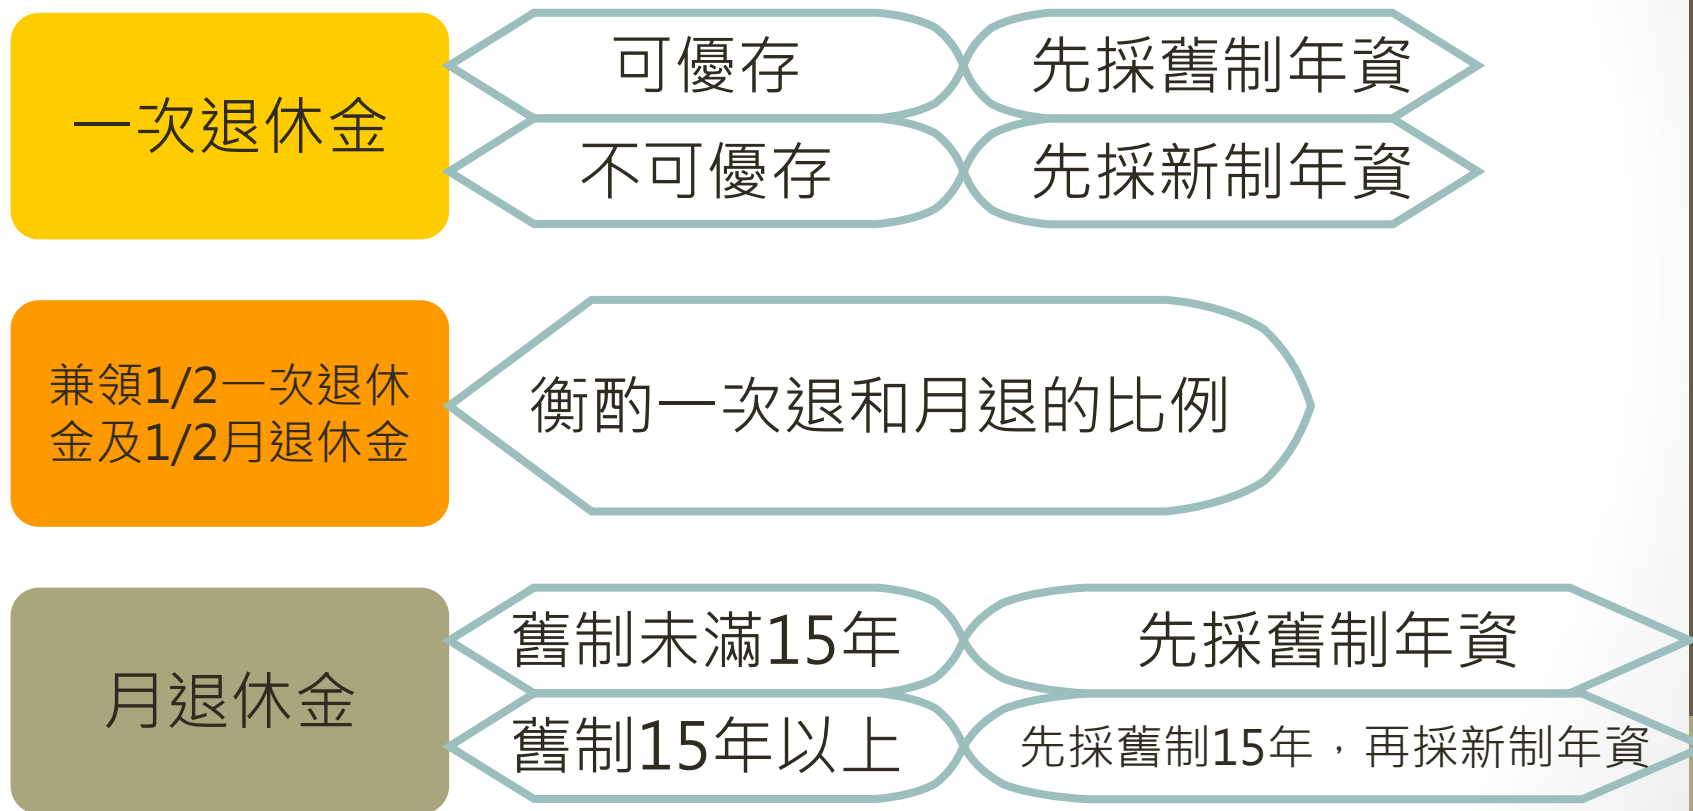 一次退休金
可優存
先採舊制年資
不可優存
先採新制年資
兼領1/2一次退休
金及1/2月退休金
衡酌一次退和月退的比例
月退休金
舊制未滿15年
先採舊制年資
舊制15年以上
先採舊制15年，再採新制年資